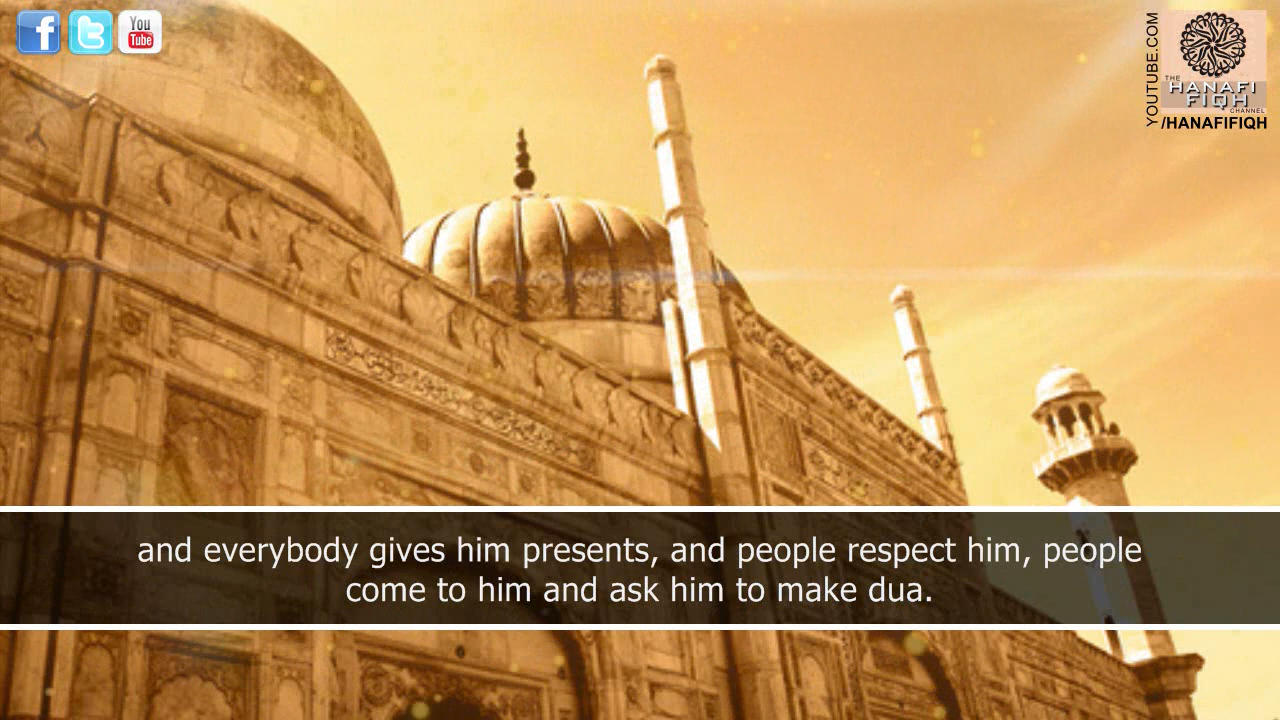 f
t
You
Tube
YOUTUBE.COM
/HANAFIFIQH
THE
HANAFI
FIQH
CHANNEL
and everybody gives him presents, and people respect him, people
come to him and ask him to make dua.